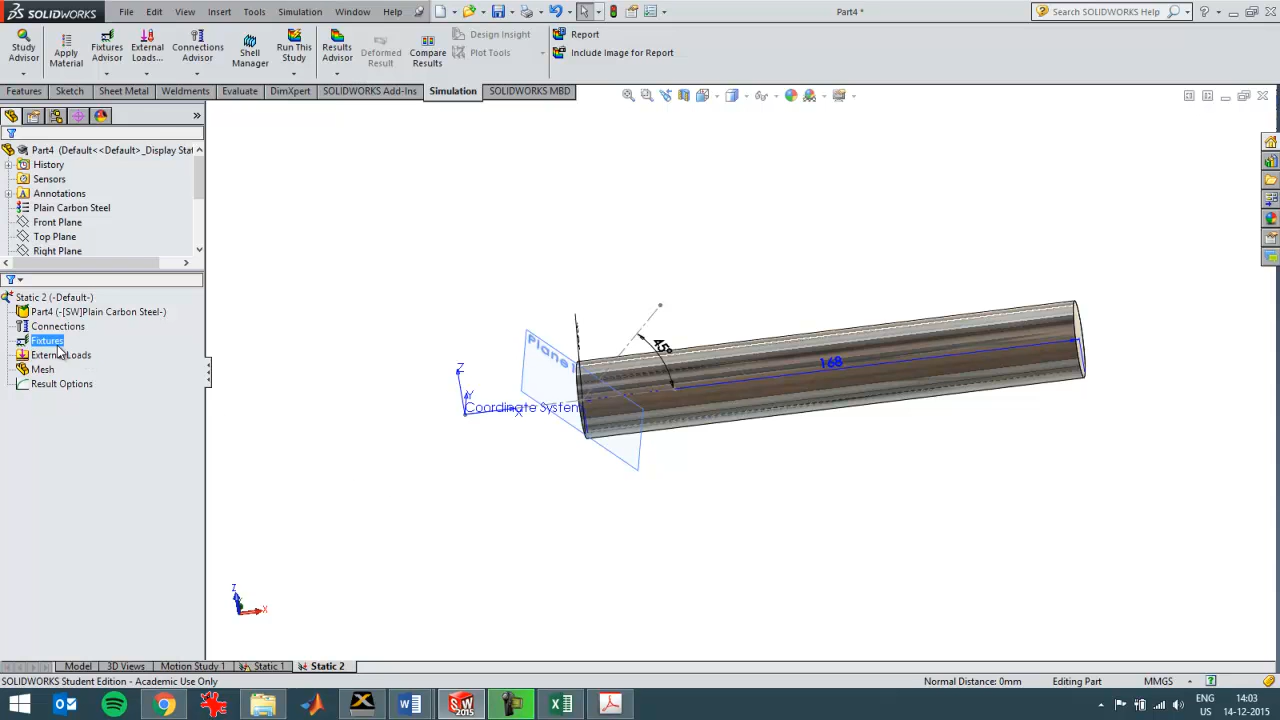 SOLIDWORKS File Edit View Insert Tools Simulation Window Help Part4 * Search SOLIDWORKS Help
Study Advisor
Apply Material
Fixtures Advisor
External Loads...
Connections Advisor
Shell Manager
Run This Study
Results Advisor
Deformed Result
Compare Results
Design Insight
Plot Tools
Report
Include Image for Report
Features Sketch Sheet Metal Weldments Evaluate DimXpert SOLIDWORKS Add-Ins Simulation SOLIDWORKS MBD
Part4 (Default<<Default>_Display Stat
History
Sensors
Annotations
Plain Carbon Steel
Front Plane
Top Plane
Right Plane
Static 2 (-Default-)
Part4 (-[SW]Plain Carbon Steel-)
Connections
Fixtures
External Loads
Mesh
Result Options
Plane1
45°
168
Z
Y
X
Coordinate System
Z
X
Model 3D Views Motion Study 1 Static 1 Static 2
SOLIDWORKS Student Edition - Academic Use Only Normal Distance: 0mm Editing Part MMGS
SW 2015
ENG 14:03
NO 14-12-2015